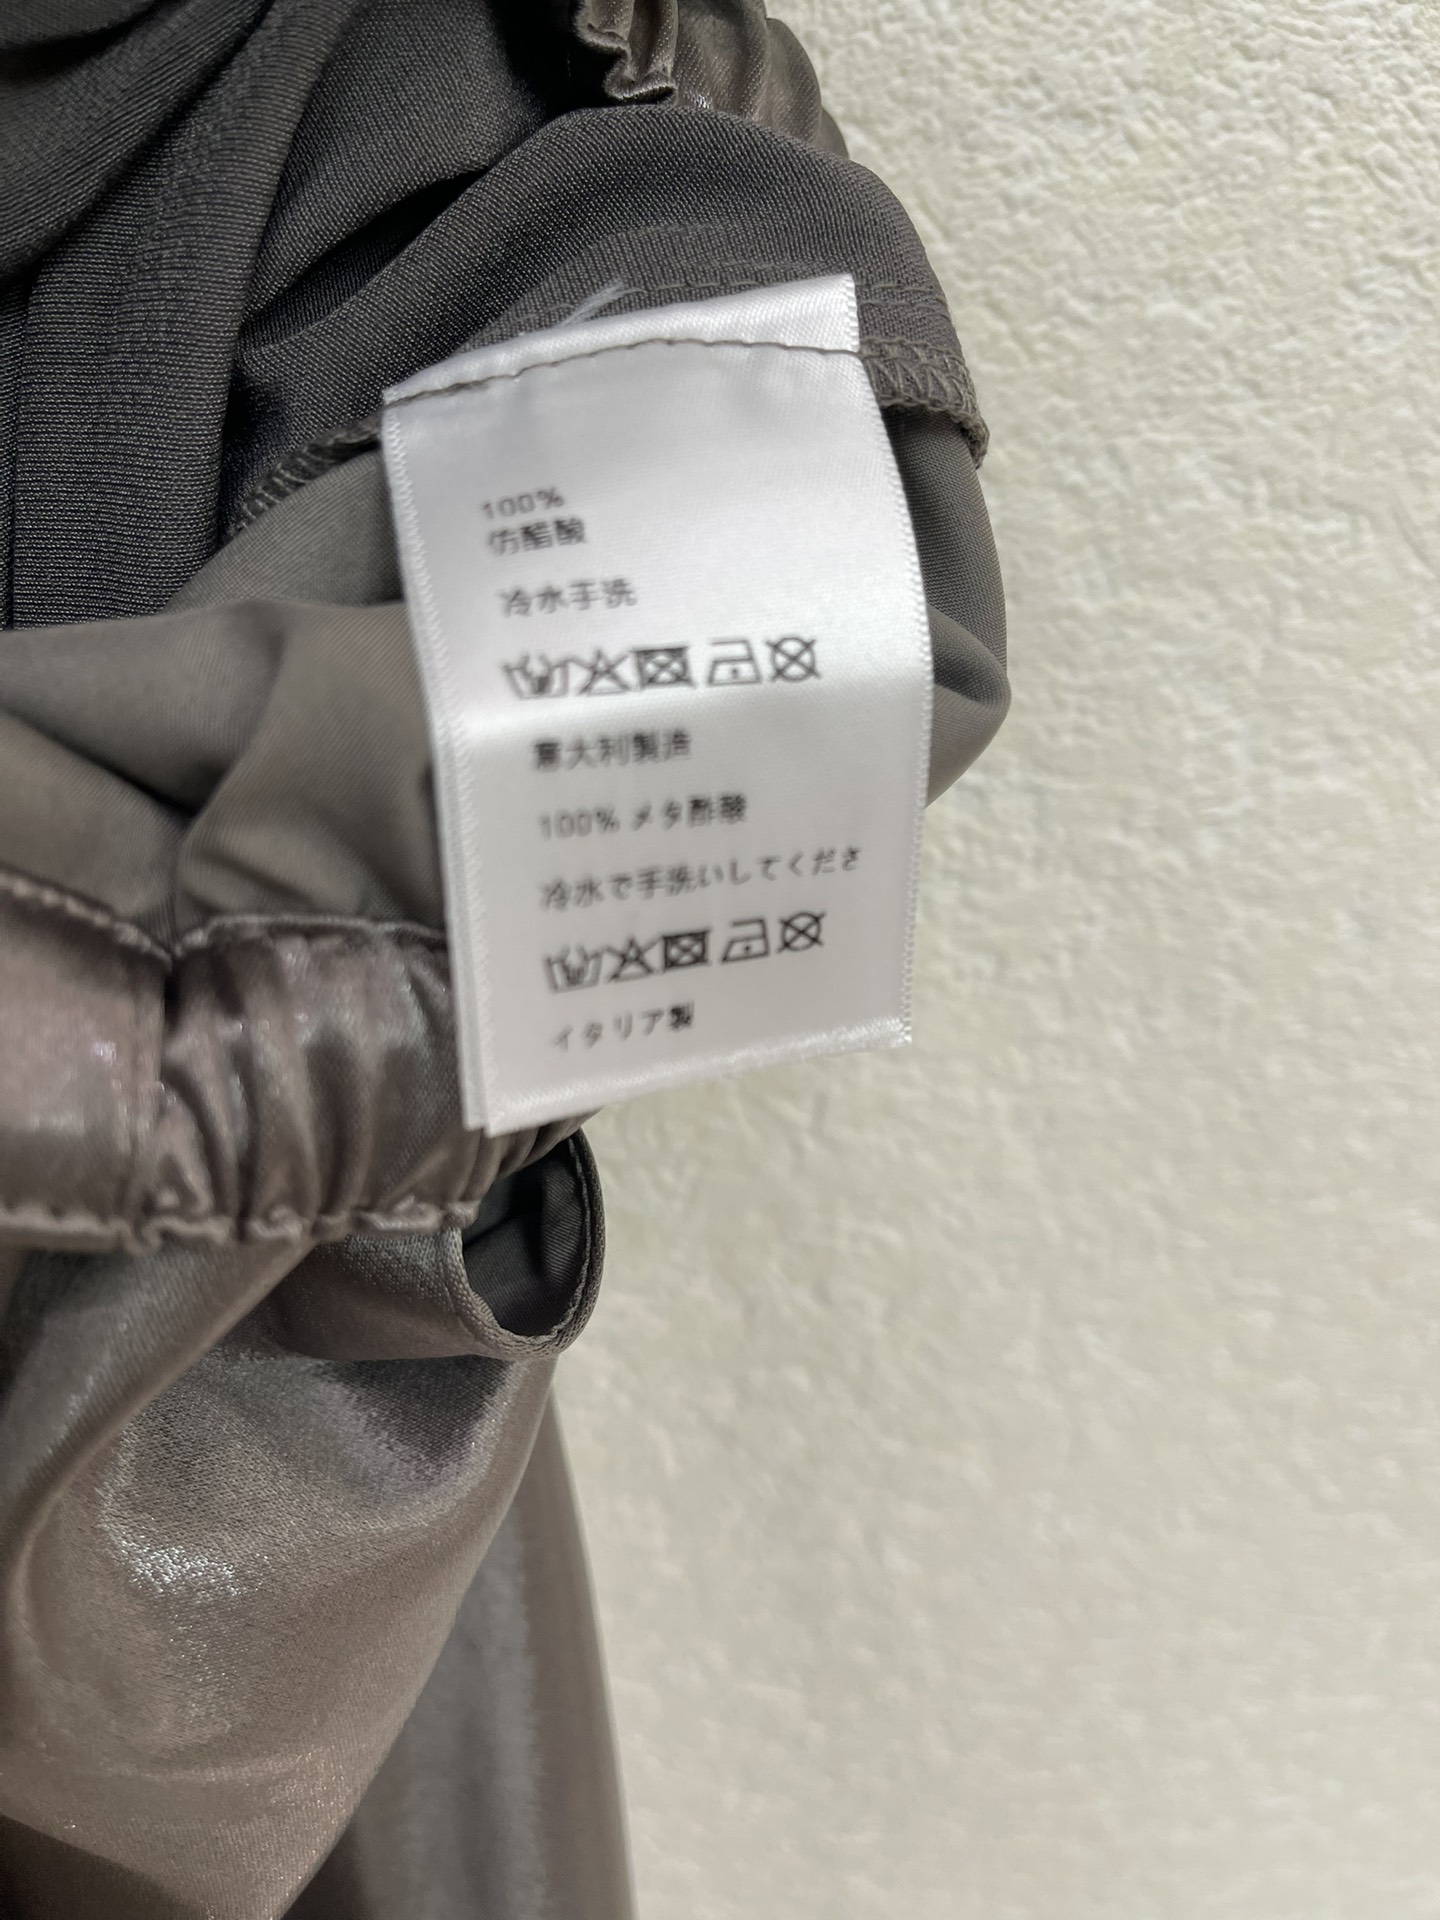 100%
仿醋酸
冷水手洗
意大利製造
100% メタ酢酸
冷水で手洗いしてくださ
イタリア製